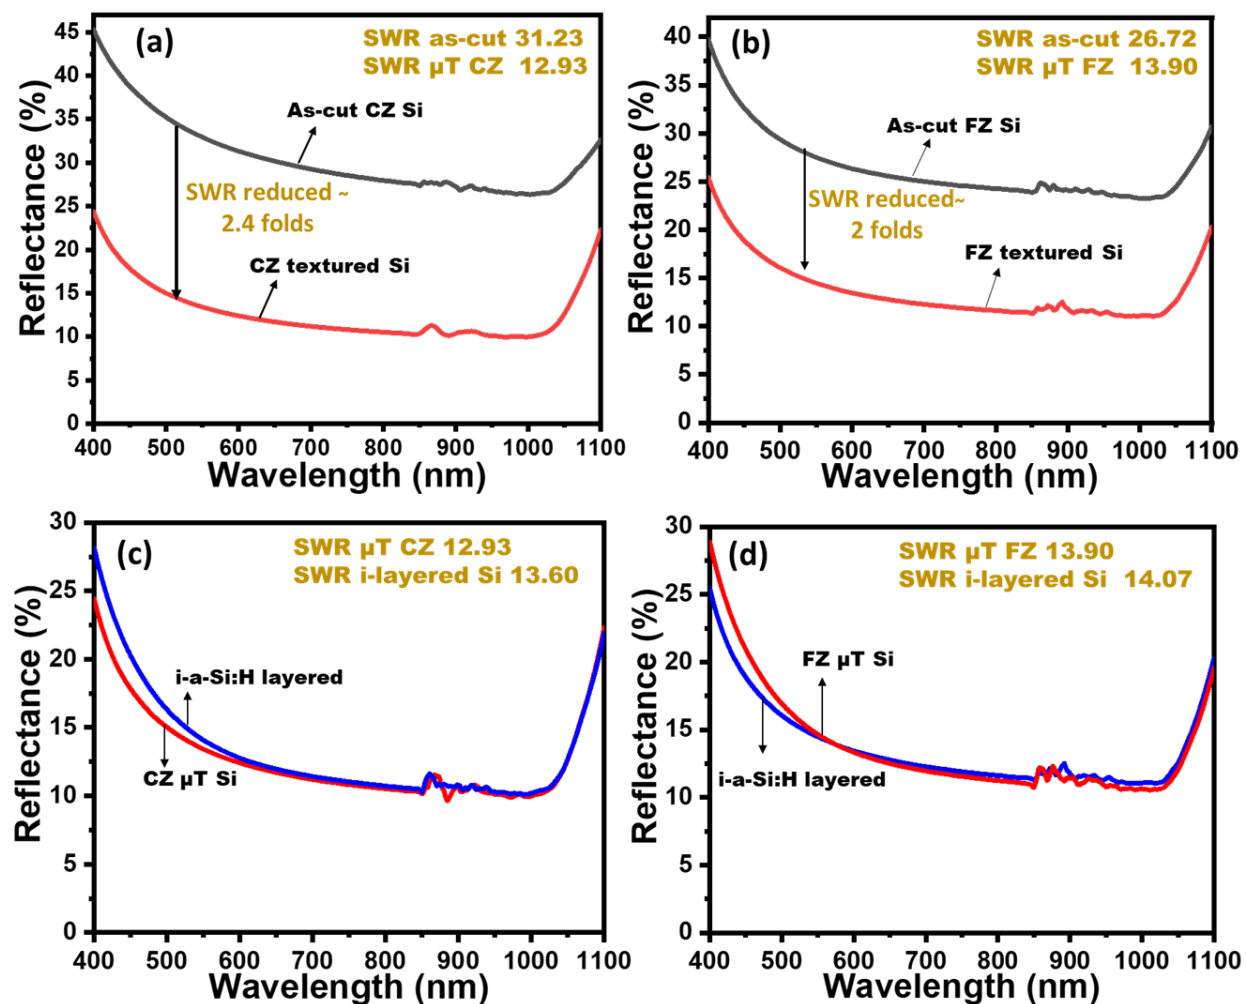 (a)
SWR as-cut 31.23
SWR µT CZ 12.93
As-cut CZ Si
SWR reduced ~
2.4 folds
CZ textured Si
Reflectance (%)
45
40
35
30
25
20
15
10
5
0
400 500 600 700 800 900 1000 1100
Wavelength (nm)
(b)
SWR as-cut 26.72
SWR µT FZ 13.90
As-cut FZ Si
SWR reduced~
2 folds
FZ textured Si
Reflectance (%)
40
35
30
25
20
15
10
5
0
400 500 600 700 800 900 1000 1100
Wavelength (nm)
(c)
SWR µT CZ 12.93
SWR i-layered Si 13.60
i-a-Si:H layered
CZ µT Si
Reflectance (%)
30
25
20
15
10
5
0
400 500 600 700 800 900 1000 1100
Wavelength (nm)
(d)
SWR µT FZ 13.90
SWR i-layered Si 14.07
FZ µT Si
i-a-Si:H layered
Reflectance (%)
30
25
20
15
10
5
0
400 500 600 700 800 900 1000 1100
Wavelength (nm)